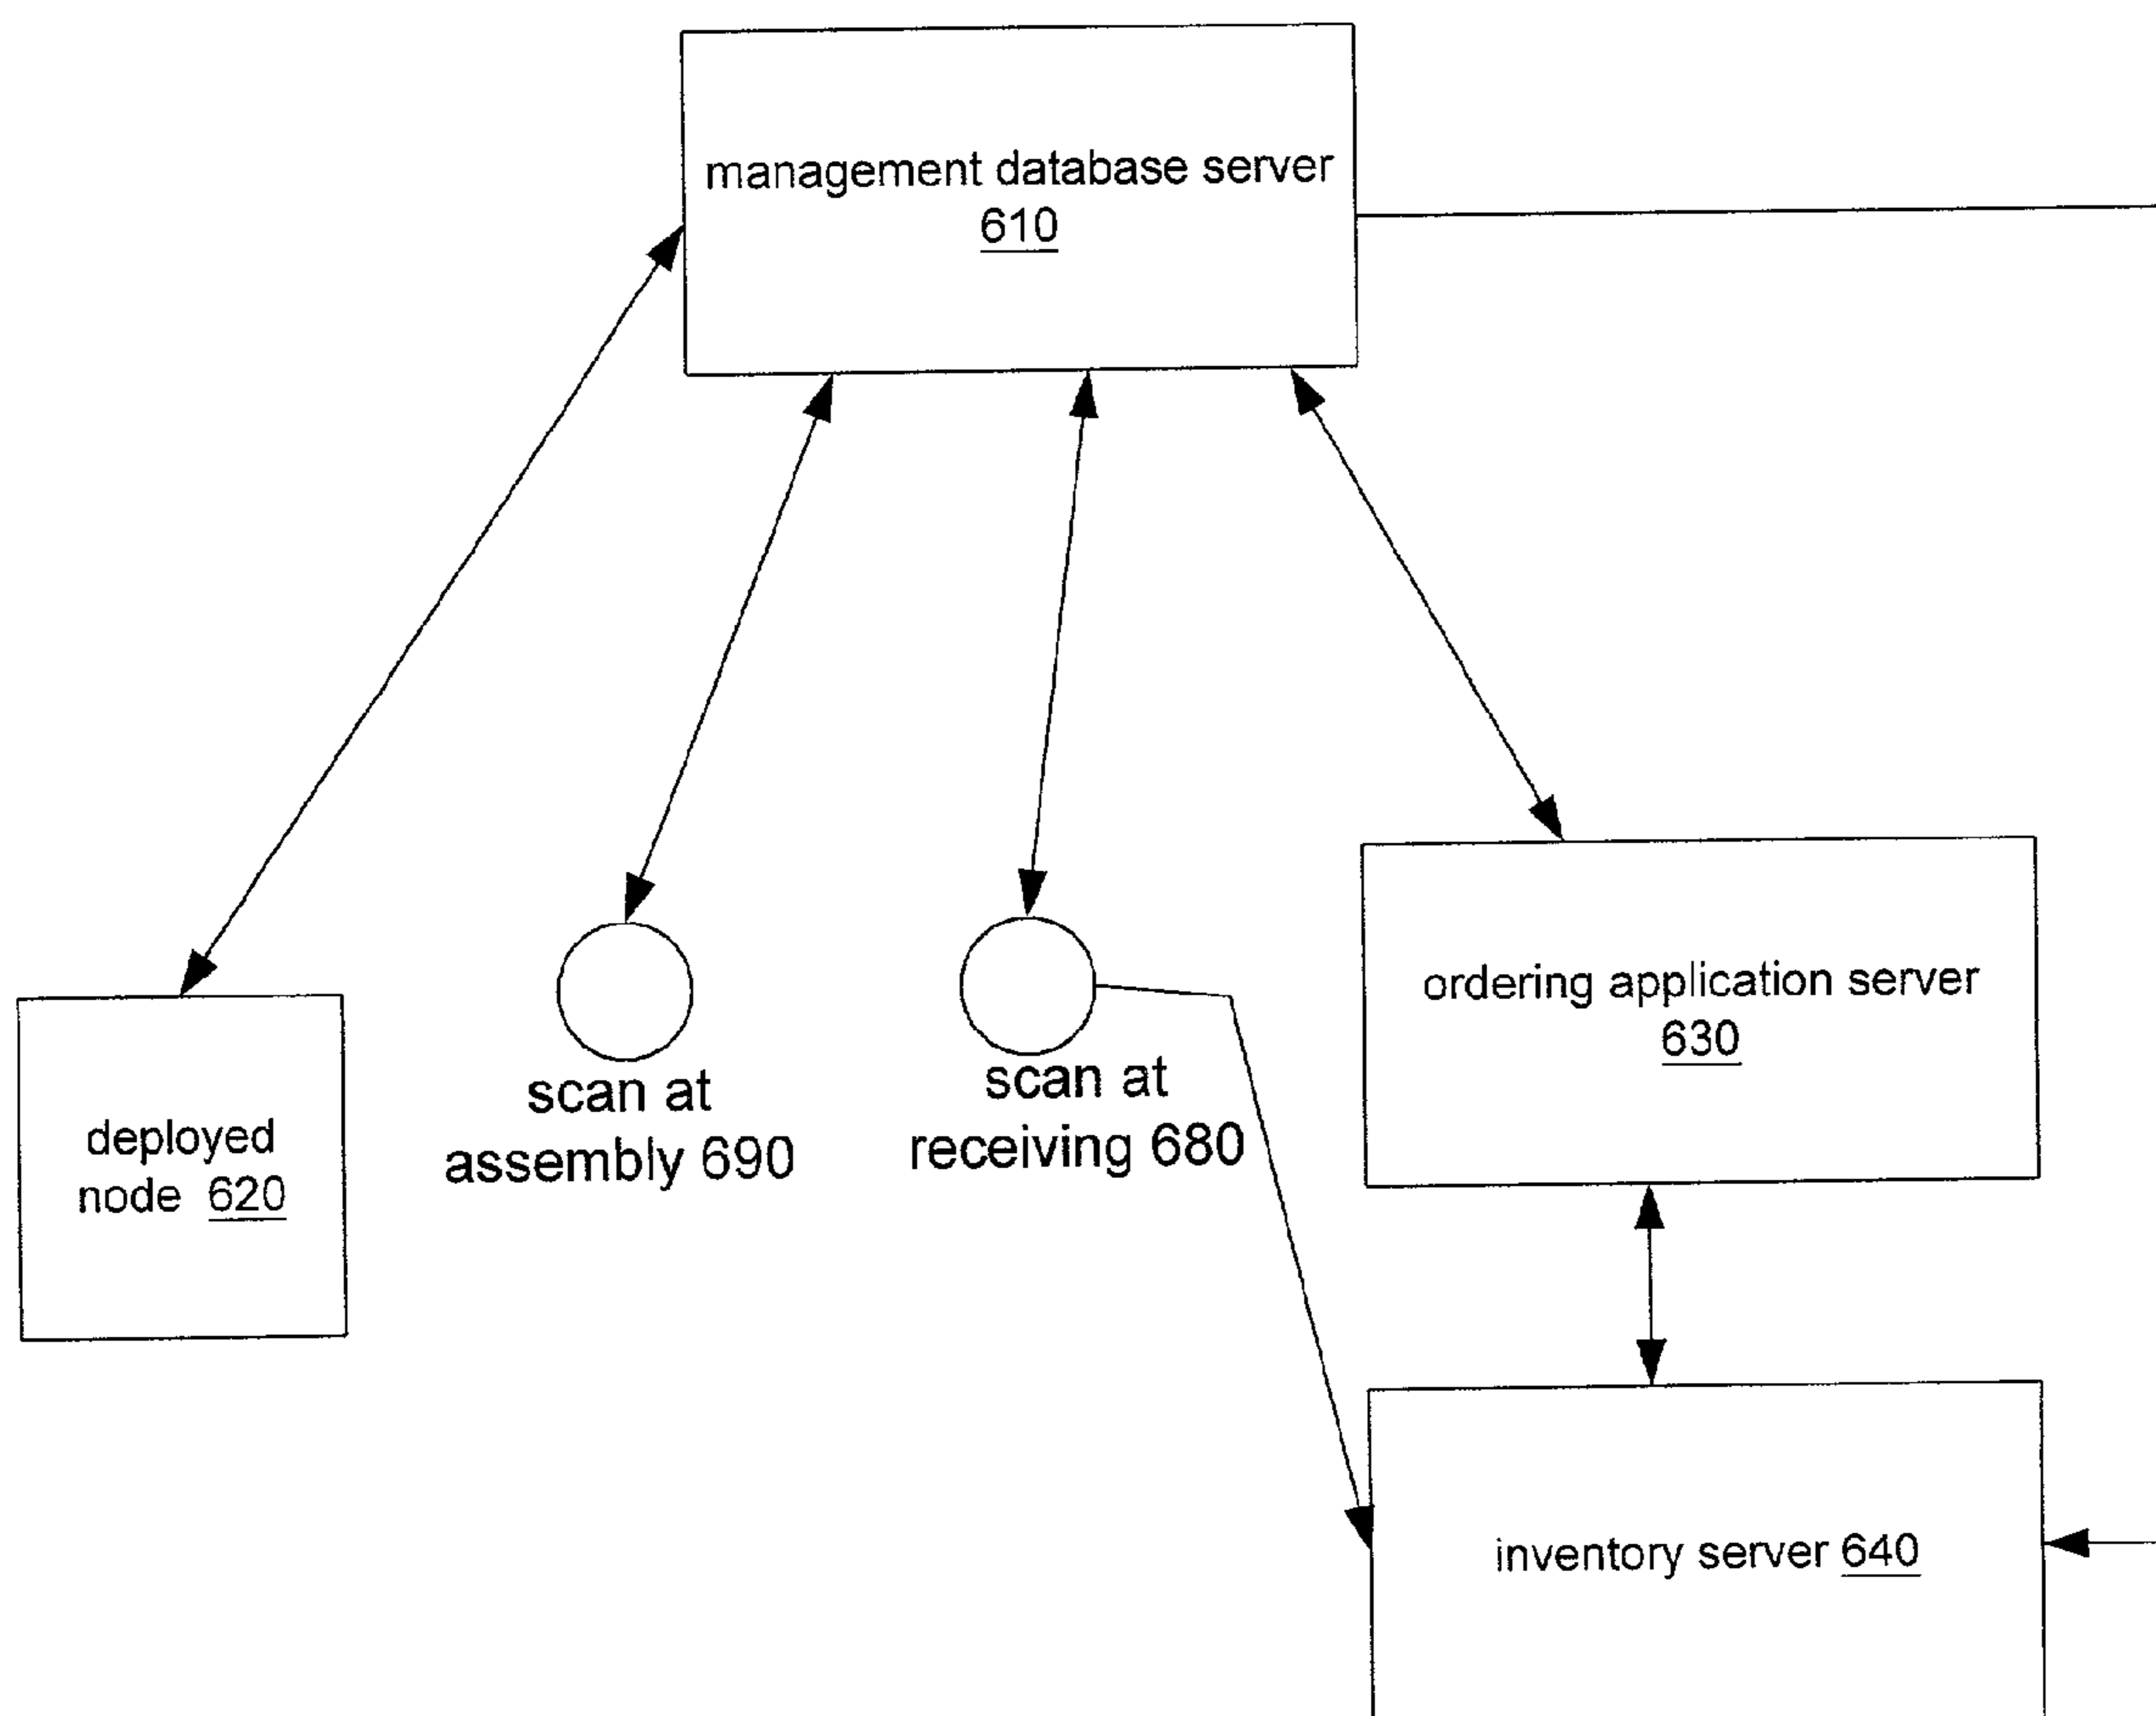 management database server
610
ordering application server
630
scan at
assembly 690
scan at
receiving 680
deployed
node 620
inventory server 640